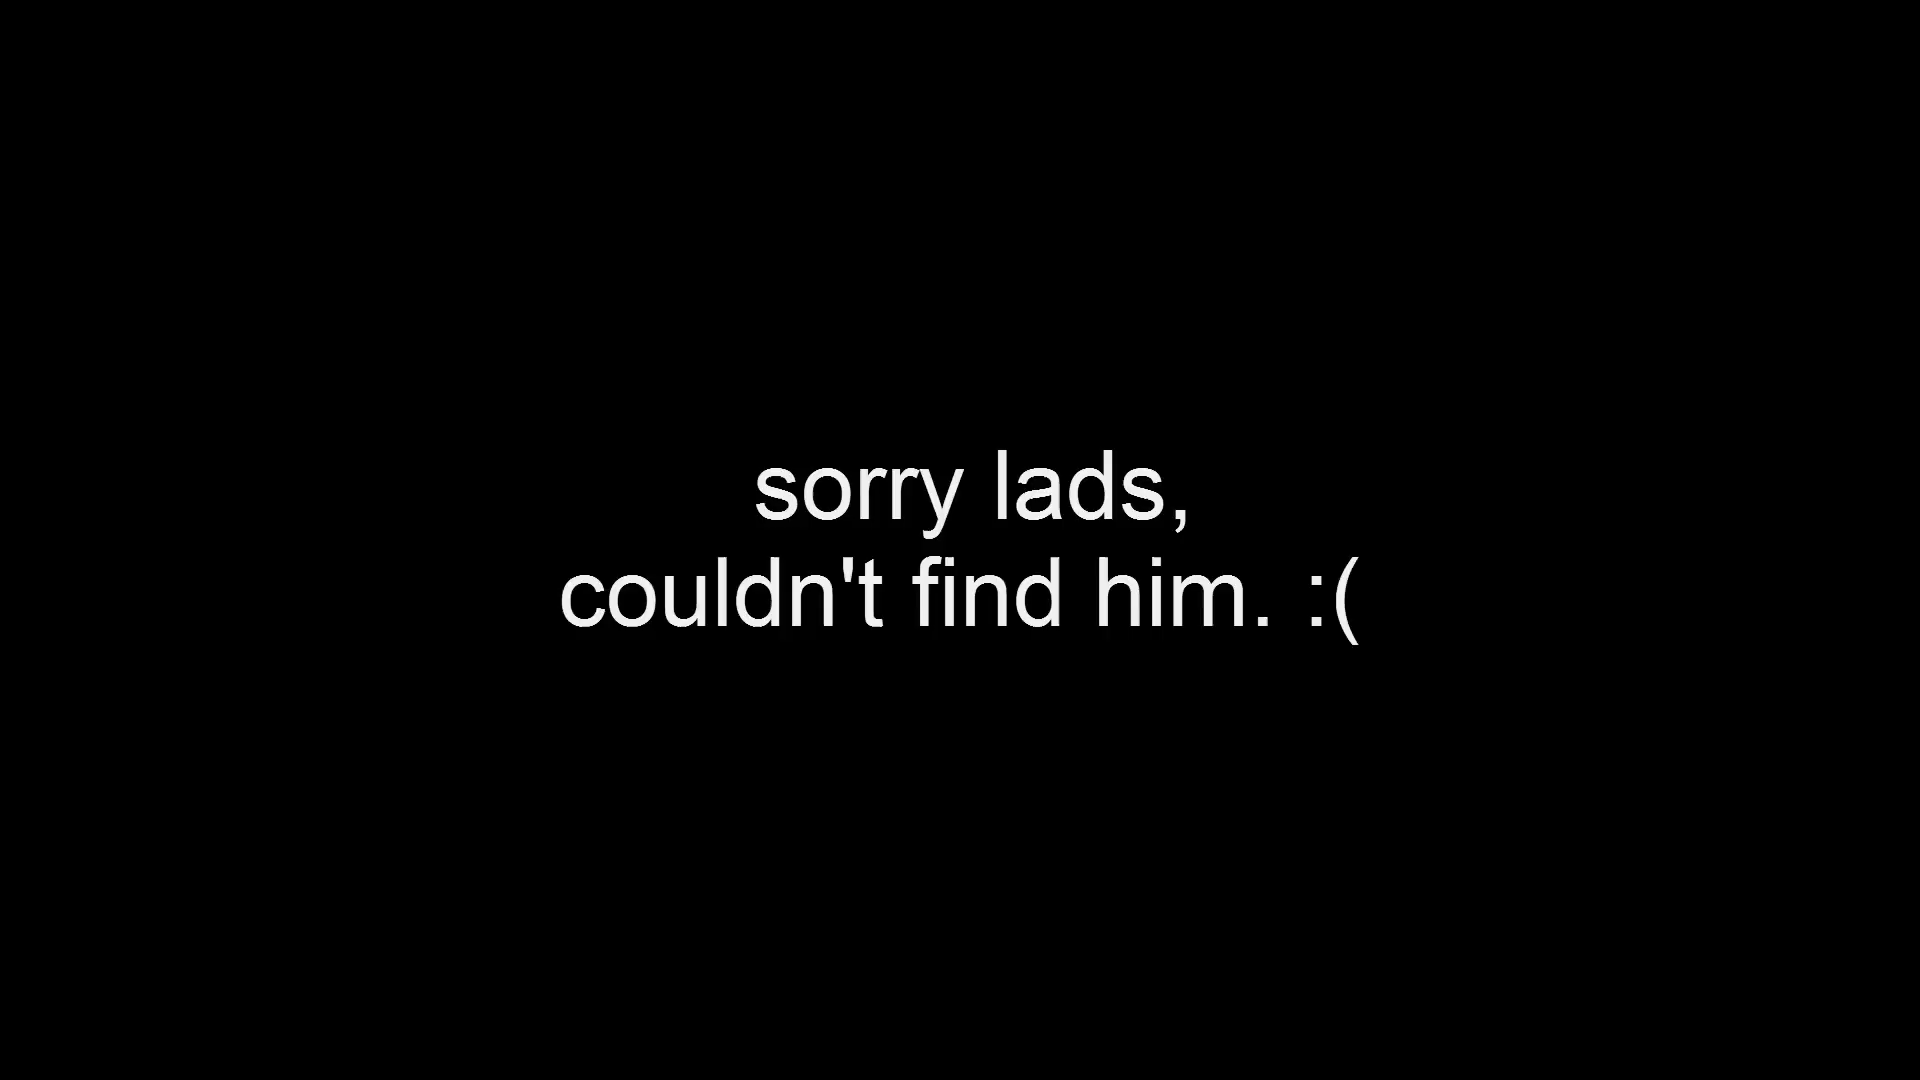 sorry lads,
couldn't find him. :(